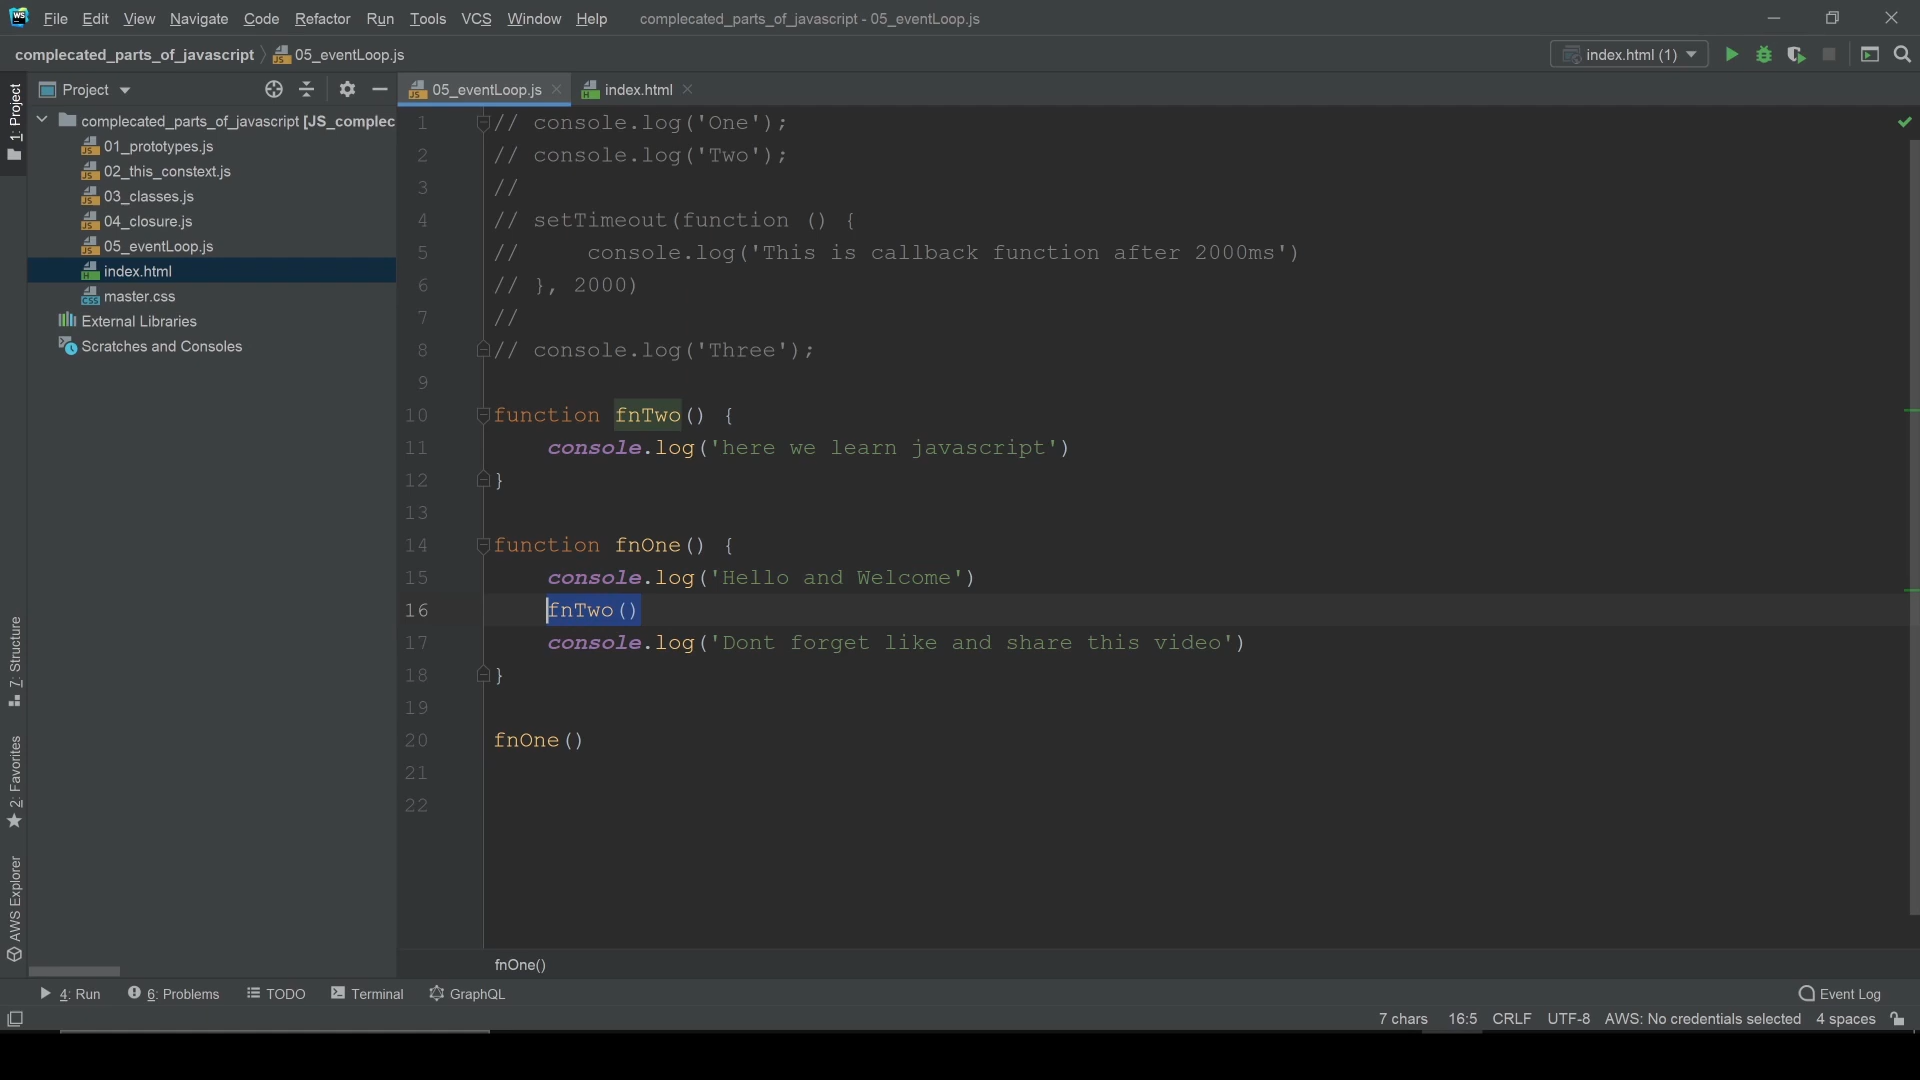 WS File Edit View Navigate Code Refactor Run Tools VCS Window Help complecated_parts_of_javascript - 05_eventLoop.js
complecated_parts_of_javascript 05_eventLoop.js index.html (1)
1: Project
Project
05_eventLoop.js index.html
complecated_parts_of_javascript [JS_complec
01_prototypes.js
02_this_constext.js
03_classes.js
04_closure.js
05_eventLoop.js
index.html
master.css
External Libraries
Scratches and Consoles
7: Structure
2: Favorites
AWS Explorer
1 // console.log('One');
2 // console.log('Two');
3 //
4 // setTimeout(function () {
5 //     console.log('This is callback function after 2000ms')
6 // }, 2000)
7 //
8 // console.log('Three');
9
10 function fnTwo() {
11     console.log('here we learn javascript')
12 }
13
14 function fnOne() {
15     console.log('Hello and Welcome')
16     fnTwo()
17     console.log('Dont forget like and share this video')
18 }
19
20 fnOne()
21
22
fnOne()
4: Run 6: Problems TODO Terminal GraphQL Event Log
7 chars 16:5 CRLF UTF-8 AWS: No credentials selected 4 spaces